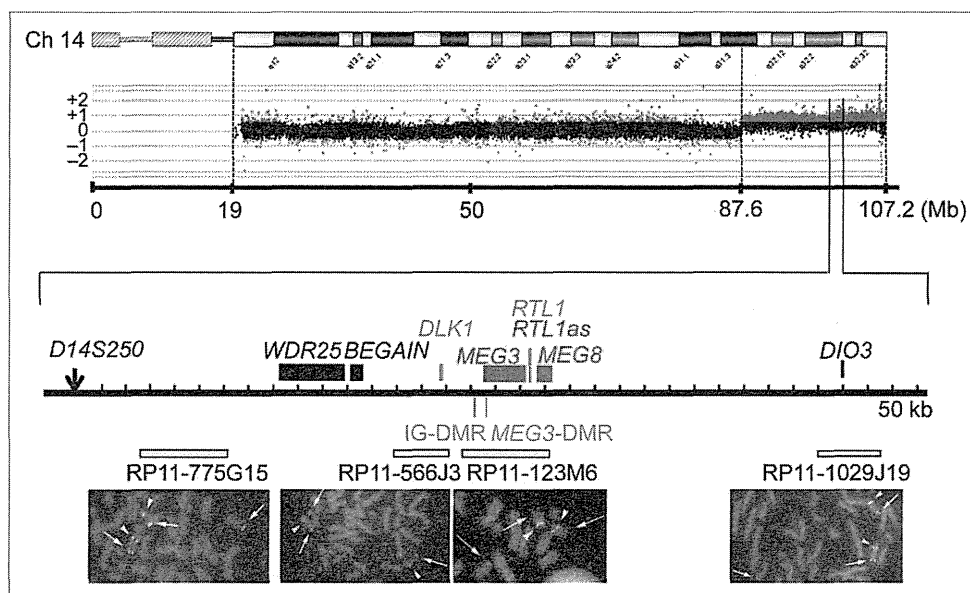 Ch 14
+2
+1
0
−1
−2
0 19 50 87.6 107.2 (Mb)
RTL1
DLK1 RTL1as
D14S250 WDR25 BEGAIN MEG3 MEG8 DIO3
50 kb
IG-DMR MEG3-DMR
RP11-775G15 RP11-566J3 RP11-123M6 RP11-1029J19